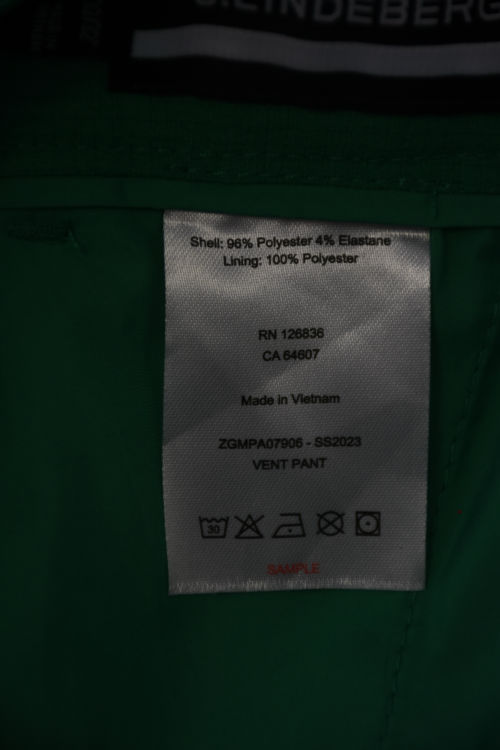 J.LINDEBERG
Shell: 96% Polyester 4% Elastane
Lining: 100% Polyester
RN 126836
CA 64607
Made in Vietnam
ZGMPA07906 - SS2023
VENT PANT
30
SAMPLE